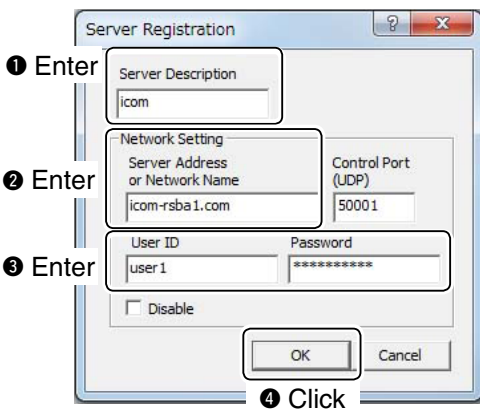 Server Registration
? X
❶ Enter
Server Description
icom
Network Setting
❷ Enter
Server Address
or Network Name
Control Port
(UDP)
icom-rsba1.com
50001
❸ Enter
User ID
Password
user1
**********
Disable
OK
Cancel
❹ Click